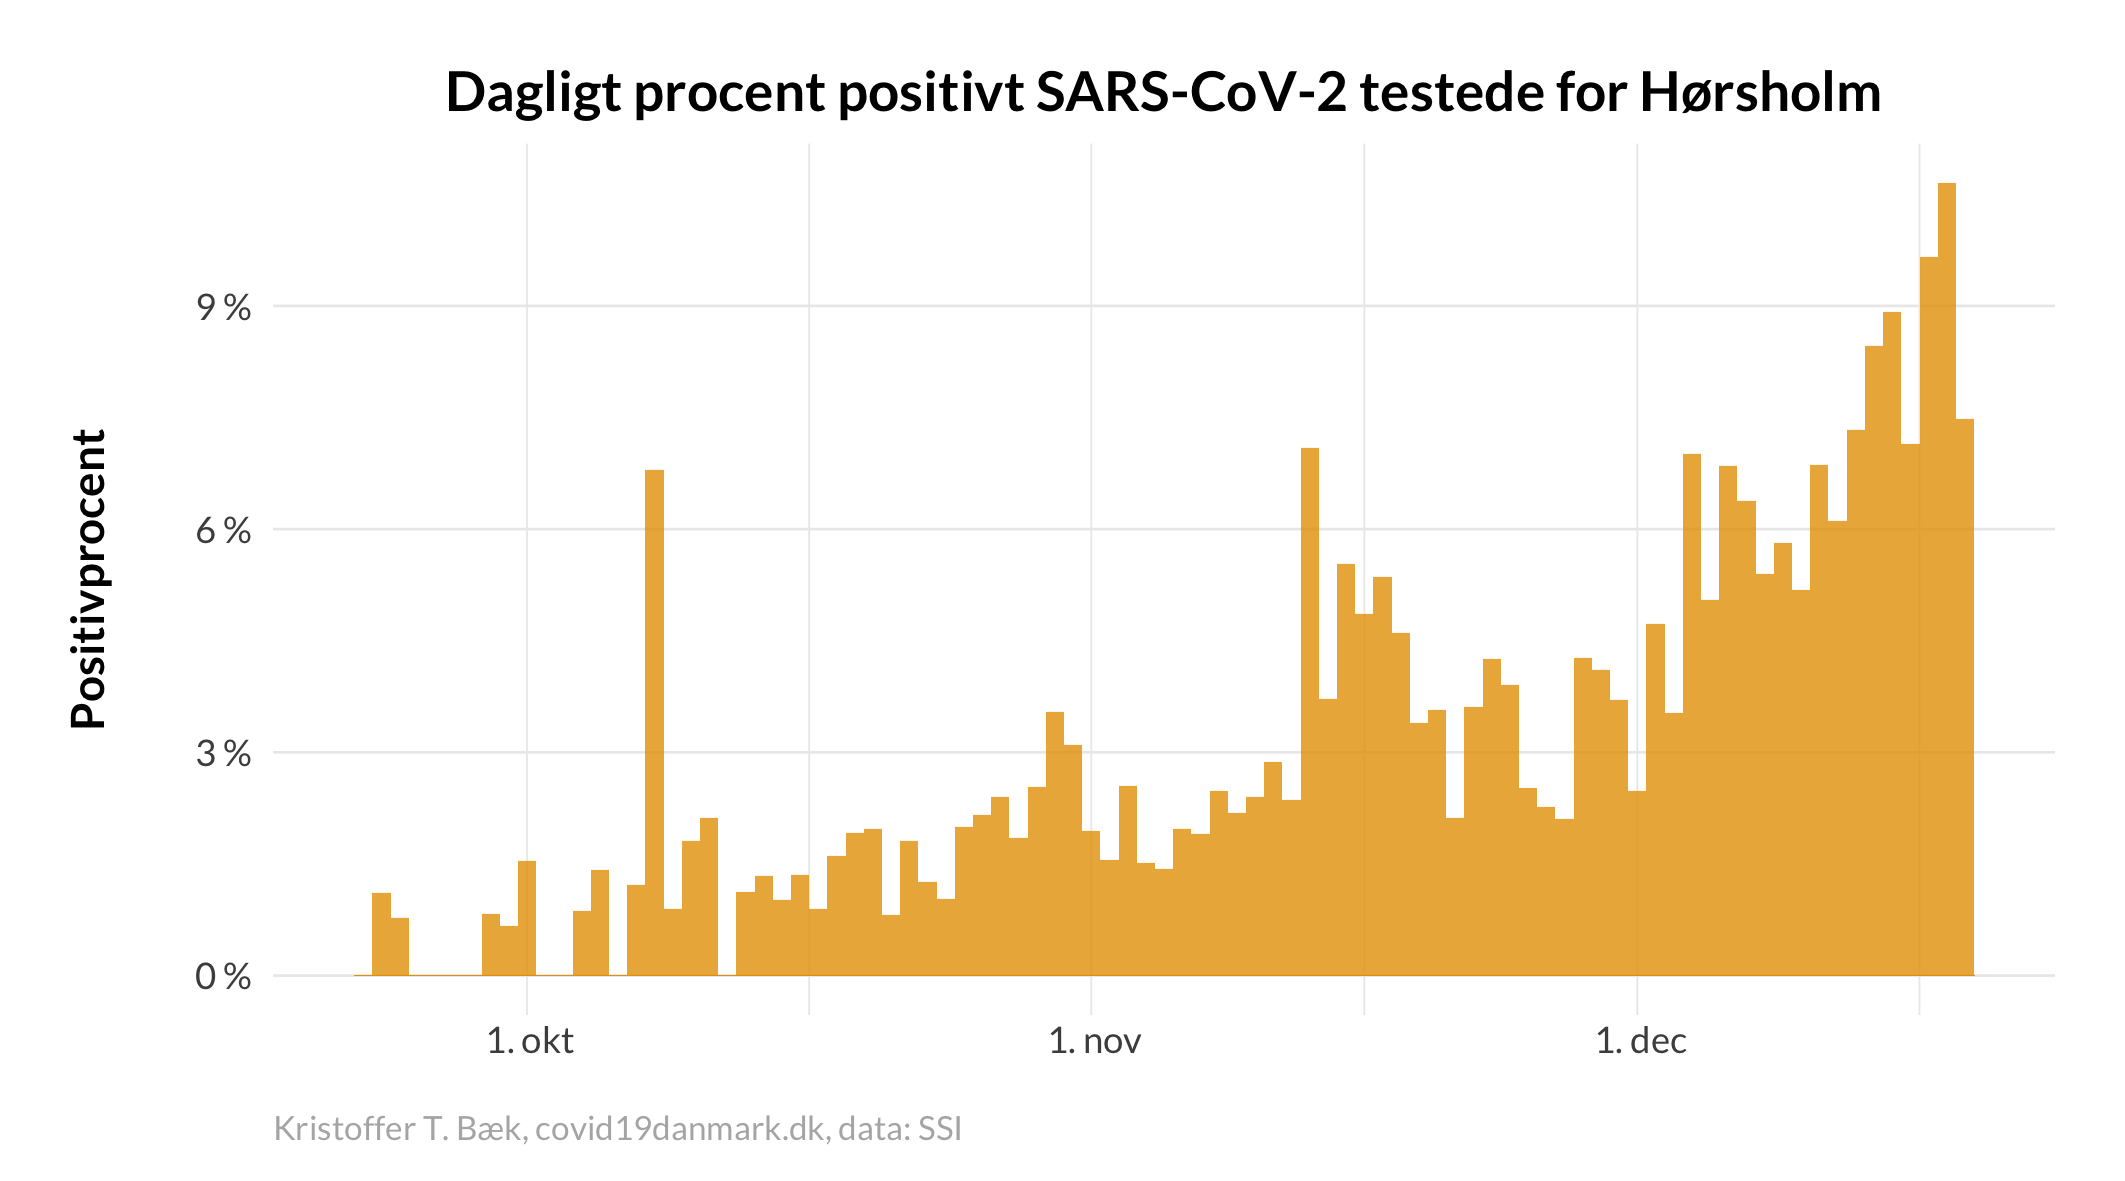 Dagligt procent positivt SARS-CoV-2 testede for Hørsholm
Positivprocent
9 %
6 %
3 %
0 %
1. okt
1. nov
1. dec
Kristoffer T. Bæk, covid19danmark.dk, data: SSI